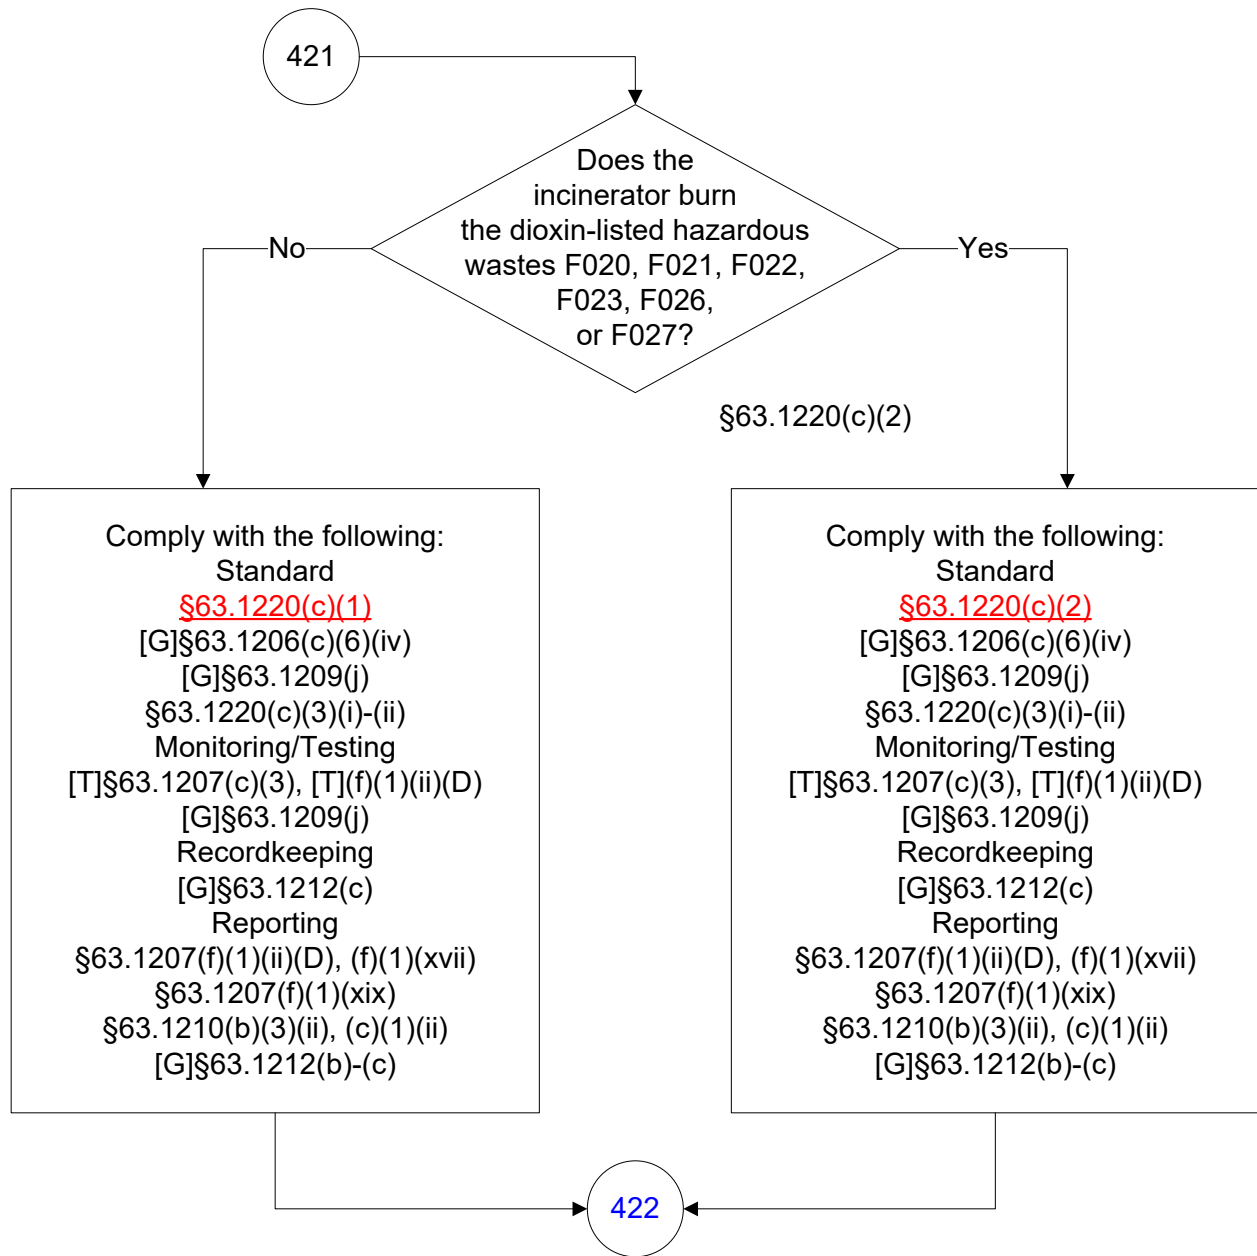 421
Does the
incinerator burn
the dioxin-listed hazardous
wastes F020, F021, F022,
F023, F026,
or F027?
No
Yes
§63.1220(c)(2)
Comply with the following:
Standard
§63.1220(c)(1)
[G]§63.1206(c)(6)(iv)
[G]§63.1209(j)
§63.1220(c)(3)(i)-(ii)
Monitoring/Testing
[T]§63.1207(c)(3), [T](f)(1)(ii)(D)
[G]§63.1209(j)
Recordkeeping
[G]§63.1212(c)
Reporting
§63.1207(f)(1)(ii)(D), (f)(1)(xvii)
§63.1207(f)(1)(xix)
§63.1210(b)(3)(ii), (c)(1)(ii)
[G]§63.1212(b)-(c)
Comply with the following:
Standard
§63.1220(c)(2)
[G]§63.1206(c)(6)(iv)
[G]§63.1209(j)
§63.1220(c)(3)(i)-(ii)
Monitoring/Testing
[T]§63.1207(c)(3), [T](f)(1)(ii)(D)
[G]§63.1209(j)
Recordkeeping
[G]§63.1212(c)
Reporting
§63.1207(f)(1)(ii)(D), (f)(1)(xvii)
§63.1207(f)(1)(xix)
§63.1210(b)(3)(ii), (c)(1)(ii)
[G]§63.1212(b)-(c)
422